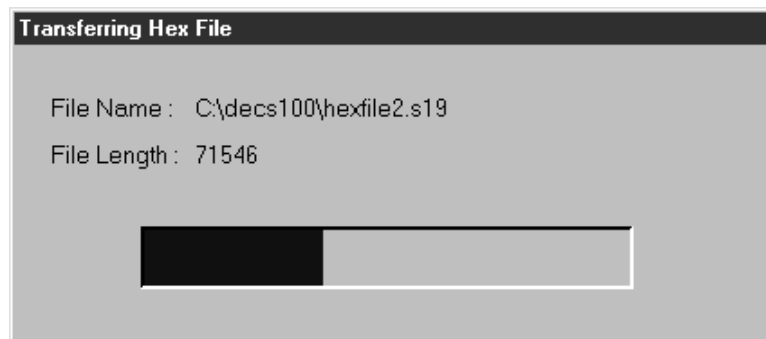 Transferring Hex File
File Name : C:\decs100\hexfile2.s19
File Length : 71546